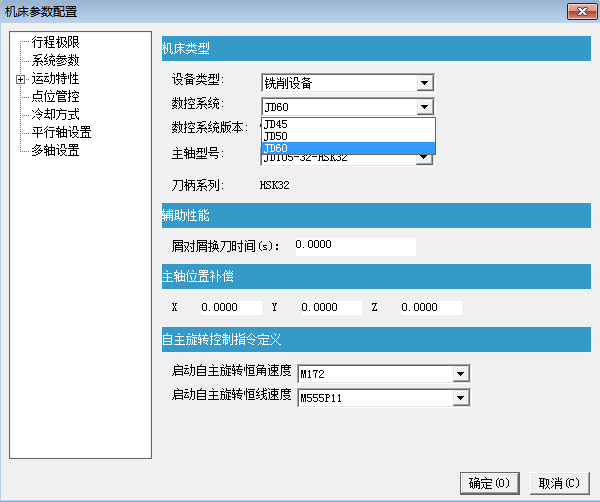 机床参数配置
行程极限
系统参数
运动特性
点位管控
冷却方式
平行轴设置
多轴设置
机床类型
设备类型: 铣削设备
数控系统: JD60
JD45
JD50
JD60
数控系统版本:
主轴型号: JD105-32-HSK32
刀柄系列: HSK32
辅助性能
屑对屑换刀时间(s): 0.0000
主轴位置补偿
X 0.0000 Y 0.0000 Z 0.0000
自主旋转控制指令定义
启动自主旋转恒角速度 M172
启动自主旋转恒线速度 M555P11
确定(O) 取消(C)